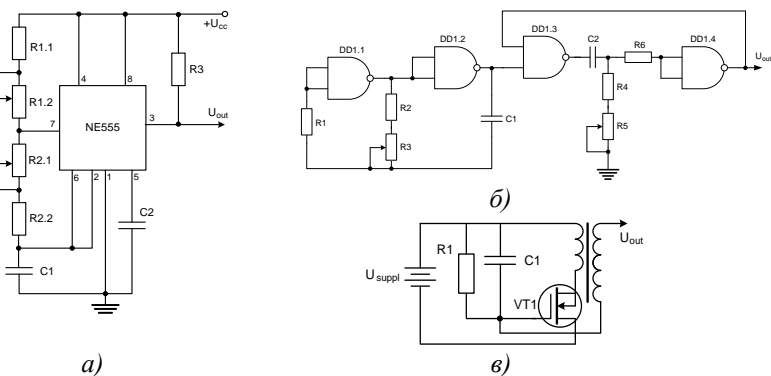 +Ucc
R1.1
R3
4
8
R1.2
Uout
7
NE555
3
R2.1
6
2
1
5
R2.2
C2
C1
а)
DD1.1
DD1.2
DD1.3
C2
R6
DD1.4
Uout
R2
R4
R1
C1
R3
R5
б)
R1
C1
Uout
Usuppl
VT1
в)